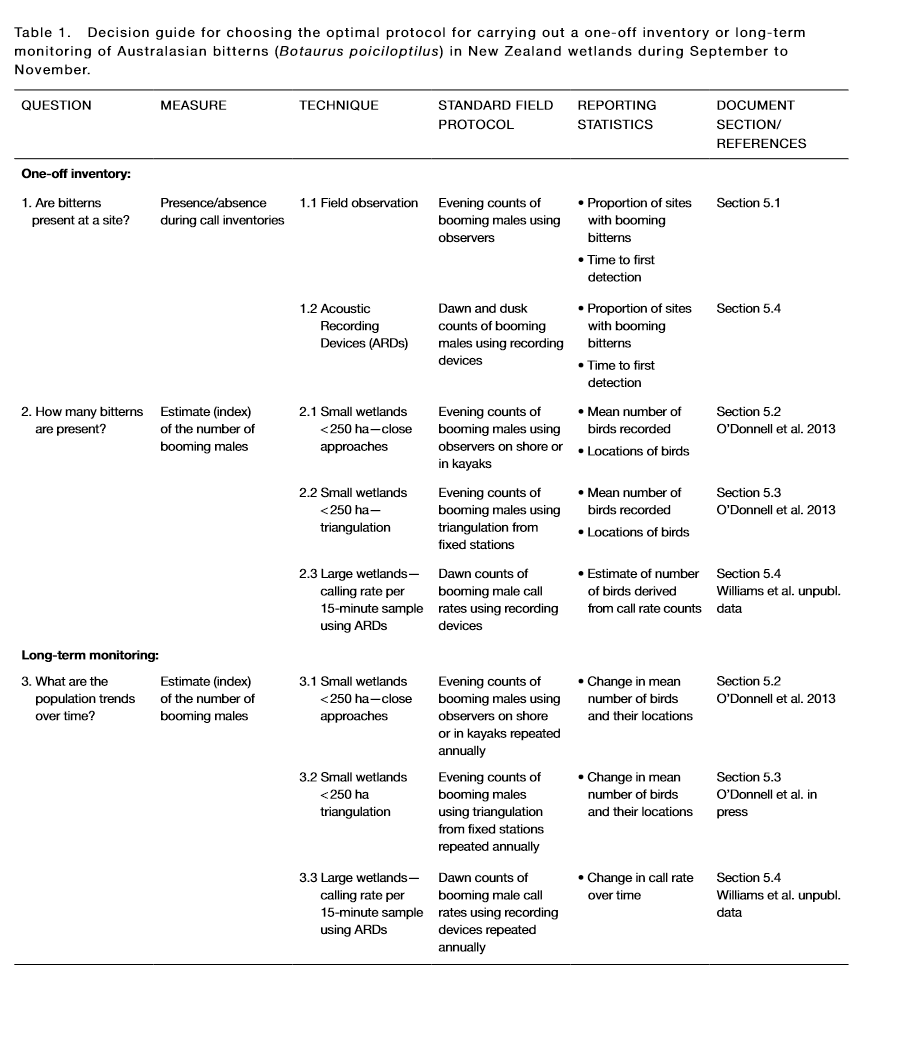 Table 1. Decision guide for choosing the optimal protocol for carrying out a one-off inventory or long-term
monitoring of Australasian bitterns (Botaurus poiciloptilus) in New Zealand wetlands during September to
November.
QUESTION MEASURE TECHNIQUE STANDARD FIELD PROTOCOL REPORTING STATISTICS DOCUMENT SECTION/ REFERENCES
One-off inventory:
1. Are bitterns
present at a site?
Presence/absence
during call inventories
1.1 Field observation
Evening counts of
booming males using
observers
• Proportion of sites
with booming
bitterns
• Time to first
detection
Section 5.1
1.2 Acoustic
Recording
Devices (ARDs)
Dawn and dusk
counts of booming
males using recording
devices
• Proportion of sites
with booming
bitterns
• Time to first
detection
Section 5.4
2. How many bitterns
are present?
Estimate (index)
of the number of
booming males
2.1 Small wetlands
<250 ha—close
approaches
Evening counts of
booming males using
observers on shore or
in kayaks
• Mean number of
birds recorded
• Locations of birds
Section 5.2
O'Donnell et al. 2013
2.2 Small wetlands
<250 ha—
triangulation
Evening counts of
booming males using
triangulation from
fixed stations
• Mean number of
birds recorded
• Locations of birds
Section 5.3
O'Donnell et al. 2013
2.3 Large wetlands—
calling rate per
15-minute sample
using ARDs
Dawn counts of
booming male call
rates using recording
devices
• Estimate of number
of birds derived
from call rate counts
Section 5.4
Williams et al. unpubl.
data
Long-term monitoring:
3. What are the
population trends
over time?
Estimate (index)
of the number of
booming males
3.1 Small wetlands
<250 ha—close
approaches
Evening counts of
booming males using
observers on shore
or in kayaks repeated
annually
• Change in mean
number of birds
and their locations
Section 5.2
O'Donnell et al. 2013
3.2 Small wetlands
<250 ha
triangulation
Evening counts of
booming males
using triangulation
from fixed stations
repeated annually
• Change in mean
number of birds
and their locations
Section 5.3
O'Donnell et al. in
press
3.3 Large wetlands—
calling rate per
15-minute sample
using ARDs
Dawn counts of
booming male call
rates using recording
devices repeated
annually
• Change in call rate
over time
Section 5.4
Williams et al. unpubl.
data